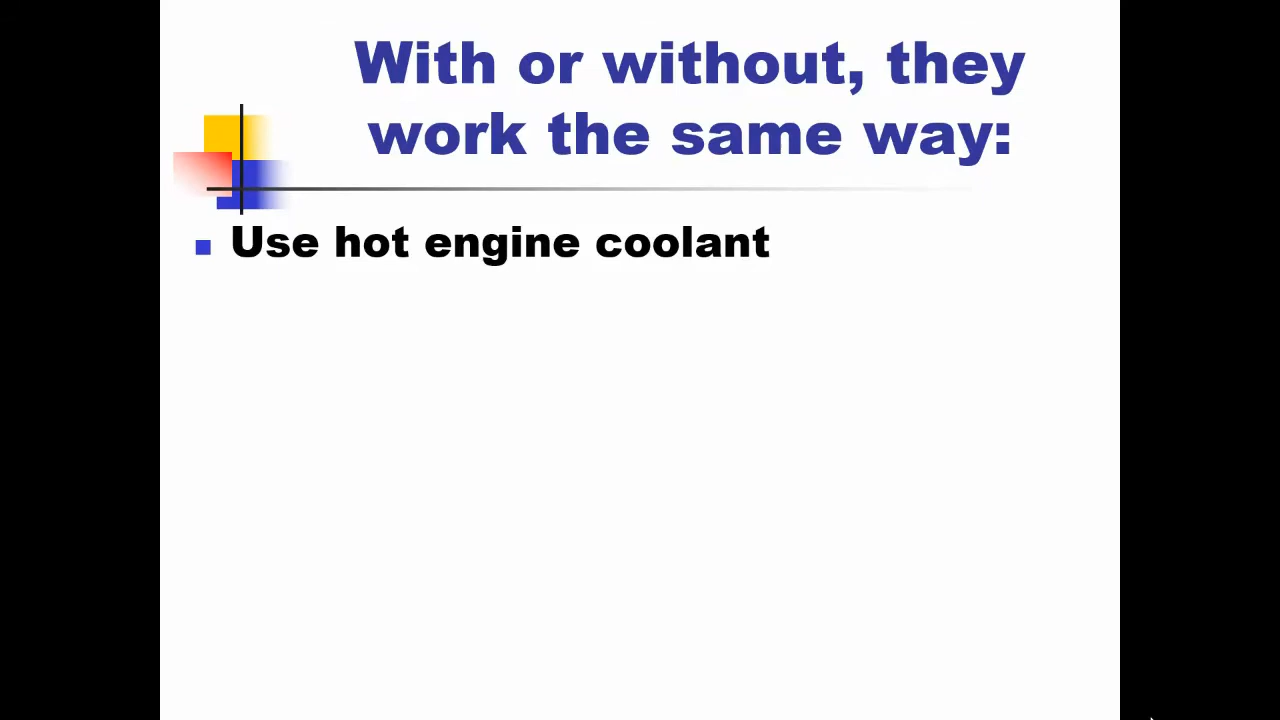 With or without, they
work the same way:
Use hot engine coolant